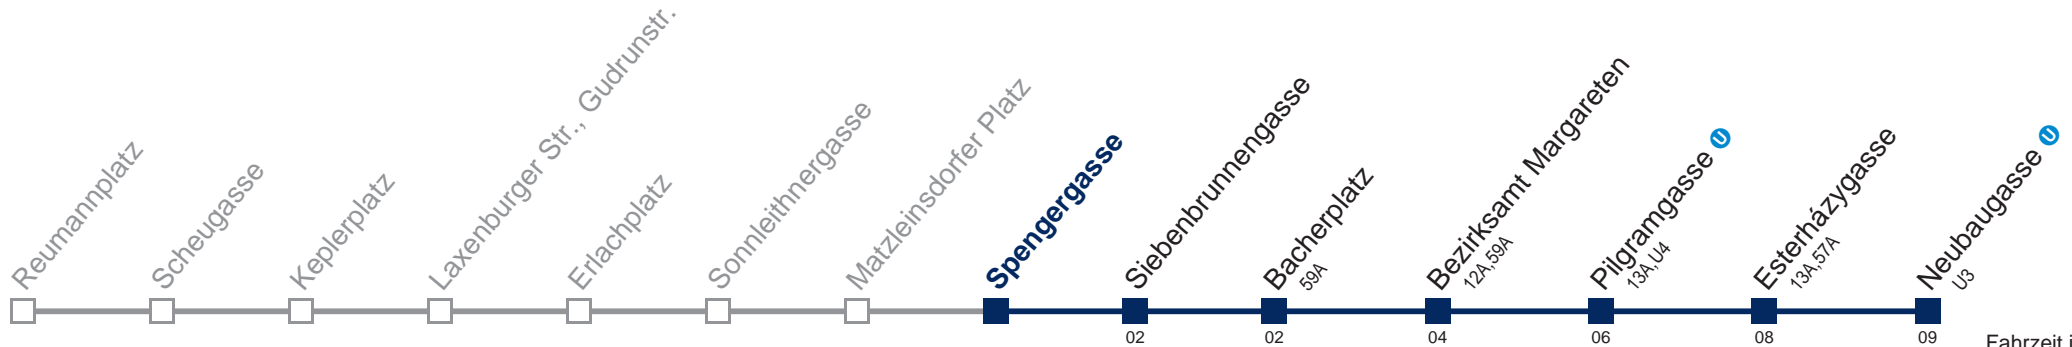 Reumannplatz
Scheugasse
Keplerplatz
Laxenburger Str., Gudrunstr.
Erlachplatz
Sonnleithnergasse
Matzleinsdorfer Platz
Spengergasse
Siebenbrunnengasse
02
Bacherplatz
59A
02
Bezirksamt Margareten
12A,59A
04
Pilgramgasse U
13A,U4
06
Esterházygasse
13A,57A
08
Neubaugasse U
U3
09
Fahrzeit i